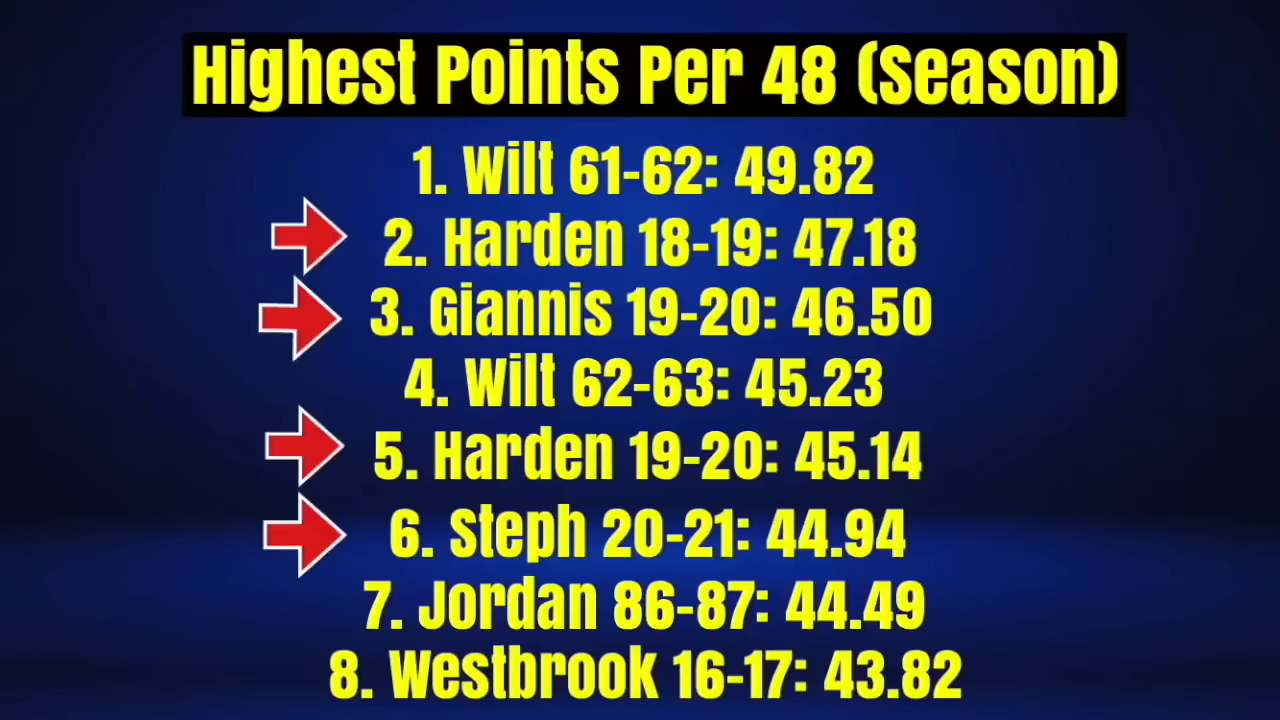 Highest Points Per 48 (Season)
1. Wilt 61-62: 49.82
2. Harden 18-19: 47.18
3. Giannis 19-20: 46.50
4. Wilt 62-63: 45.23
5. Harden 19-20: 45.14
6. Steph 20-21: 44.94
7. Jordan 86-87: 44.49
8. Westbrook 16-17: 43.82